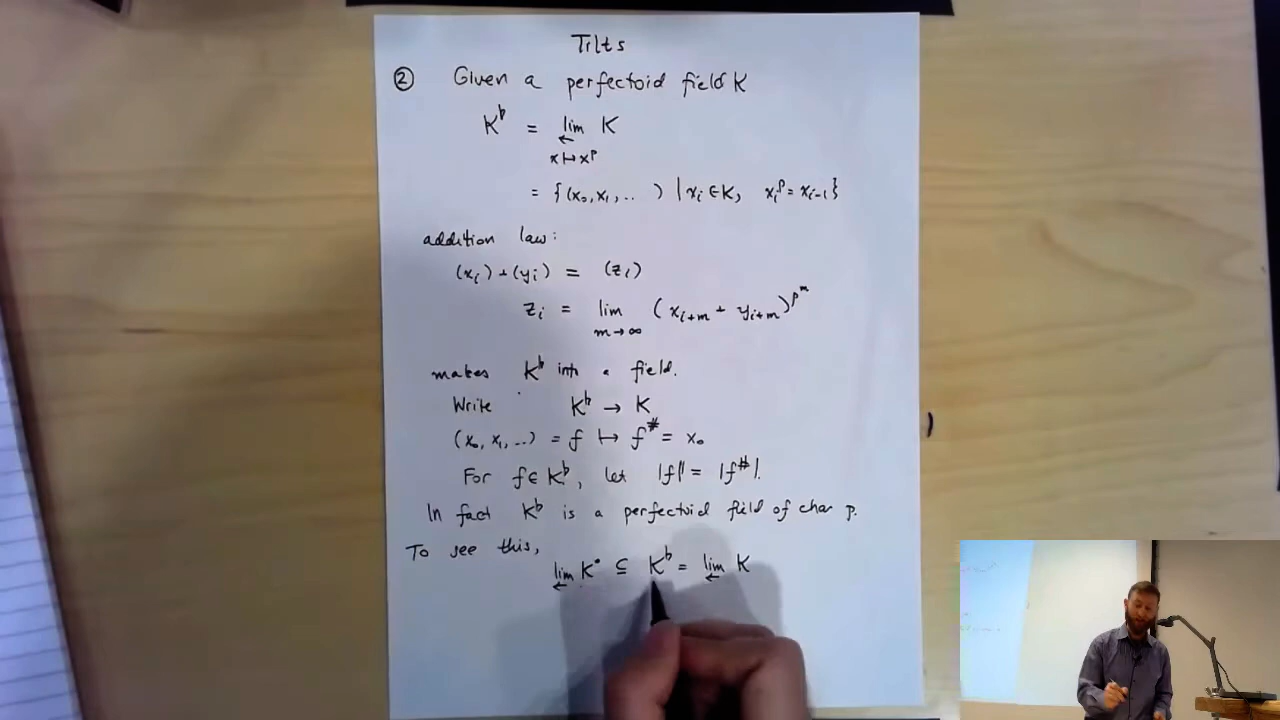 Tilts
② Given a perfectoid field K
K^♭ = lim← K
x ↦ x^p
= {(x₀, x₁, ..) | xᵢ ∈ K, xᵢ^p = xᵢ₋₁}
addition law:
(xᵢ) + (yᵢ) = (zᵢ)
zᵢ = lim (xᵢ₊ₘ + yᵢ₊ₘ)^{p^m}
m→∞
makes K^♭ into a field.
Write K^♭ → K
(x₀, x₁, ..) = f ↦ f^# = x₀
For f ∈ K^♭, let |f| = |f^#|.
In fact K^♭ is a perfectoid field of char p.
To see this,
lim← K° ⊆ K^♭ = lim← K